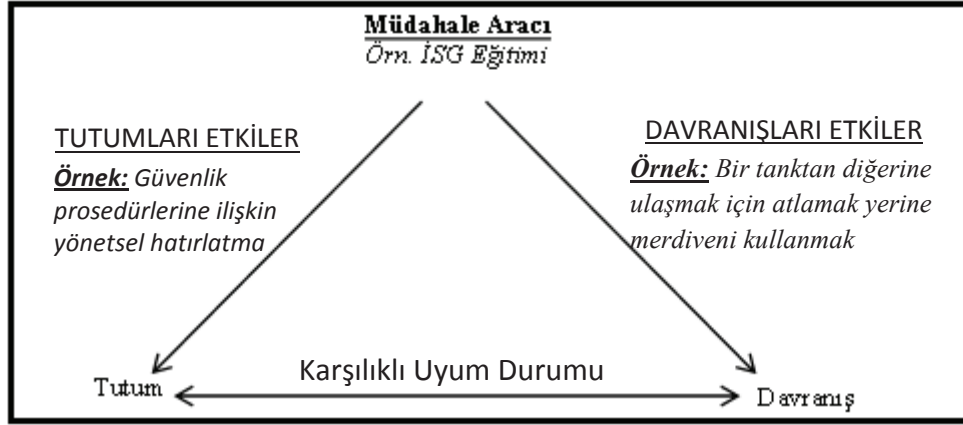 Müdahale Aracı
Örn. İSG Eğitimi
TUTUMLARI ETKİLER
Örnek: Güvenlik
prosedürlerine ilişkin
yönetsel hatırlatma
DAVRANIŞLARI ETKİLER
Örnek: Bir tanktan diğerine
ulaşmak için atlamak yerine
merdiveni kullanmak
Tutum
Karşılıklı Uyum Durumu
Davranış